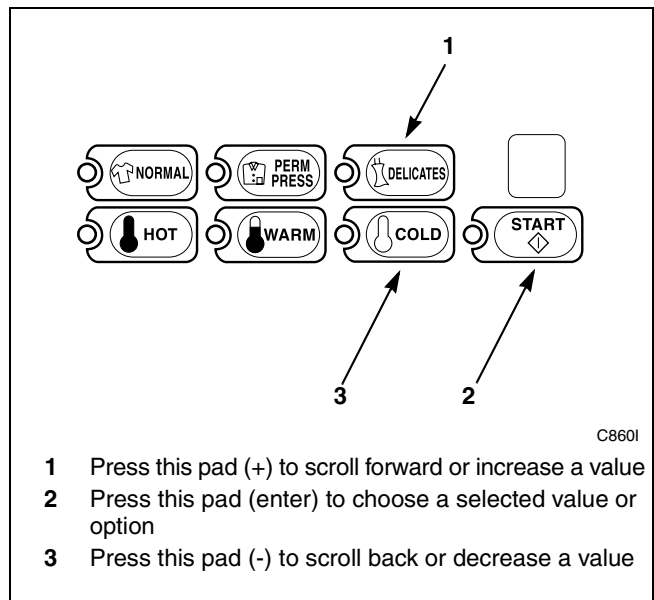 1
NORMAL
PERM
PRESS
DELICATES
HOT
WARM
COLD
START
3
2
C860I
1 Press this pad (+) to scroll forward or increase a value
2 Press this pad (enter) to choose a selected value or
option
3 Press this pad (-) to scroll back or decrease a value